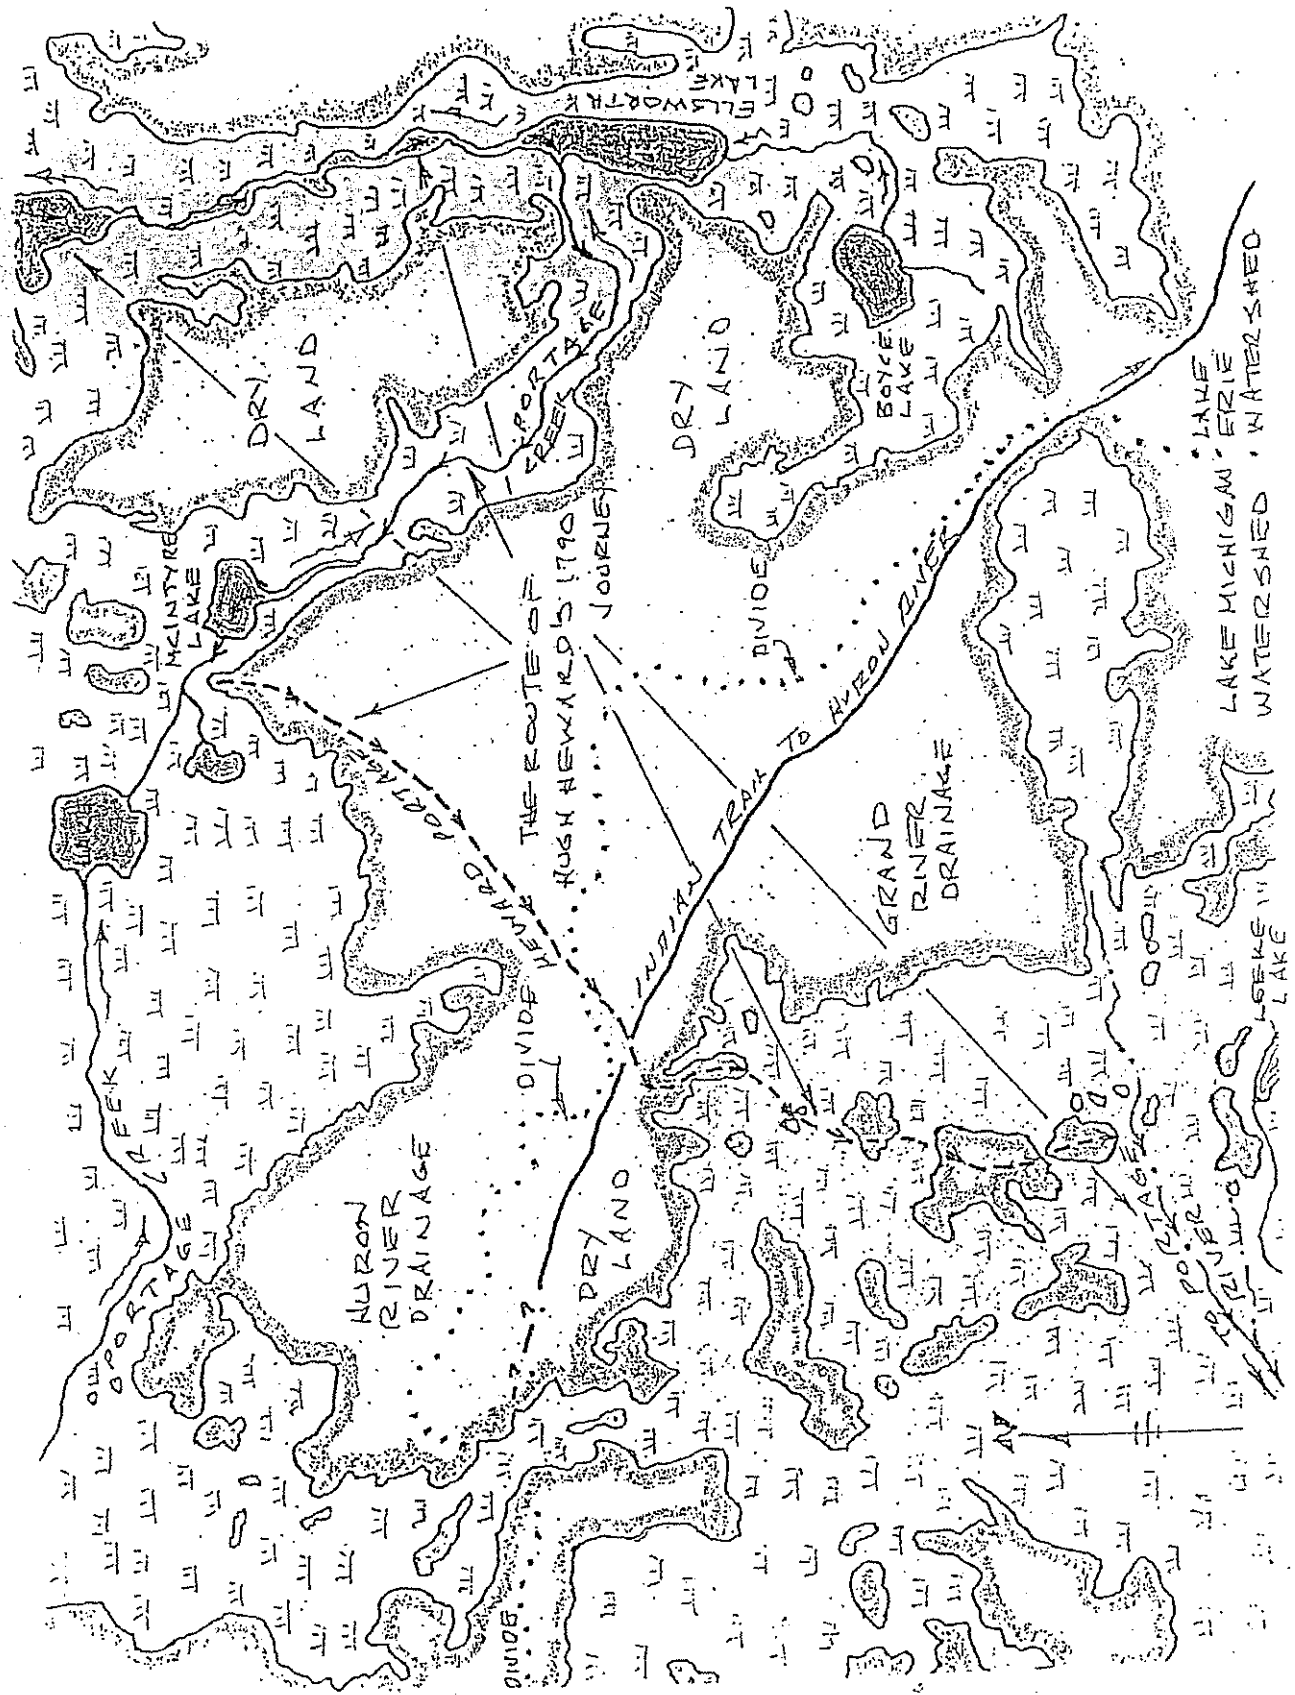 DRY
LAND
MCINTYRE
LAKE
LAKE
PORTAGE
CREEK
PORTAGE
CREEK
ELLSWORTH
LAKE
DRY
LAND
BOYCE
LAKE
THE ROUTE OF
HUGH HEWARD'S 1790
JOURNEY
HEWARD PORTAGE
DIVIDE
DIVIDE
DIVIDE
HURON
RIVER
DRAINAGE
DRY
LAND
INDIAN TRAIL TO HURON RIVER
GRAND
RIVER
DRAINAGE
?
N
PORTAGE
RIVER
LEEKE
LAKE
LAKE MICHIGAN
WATERSHED
LAKE
ERIE
WATERSHED